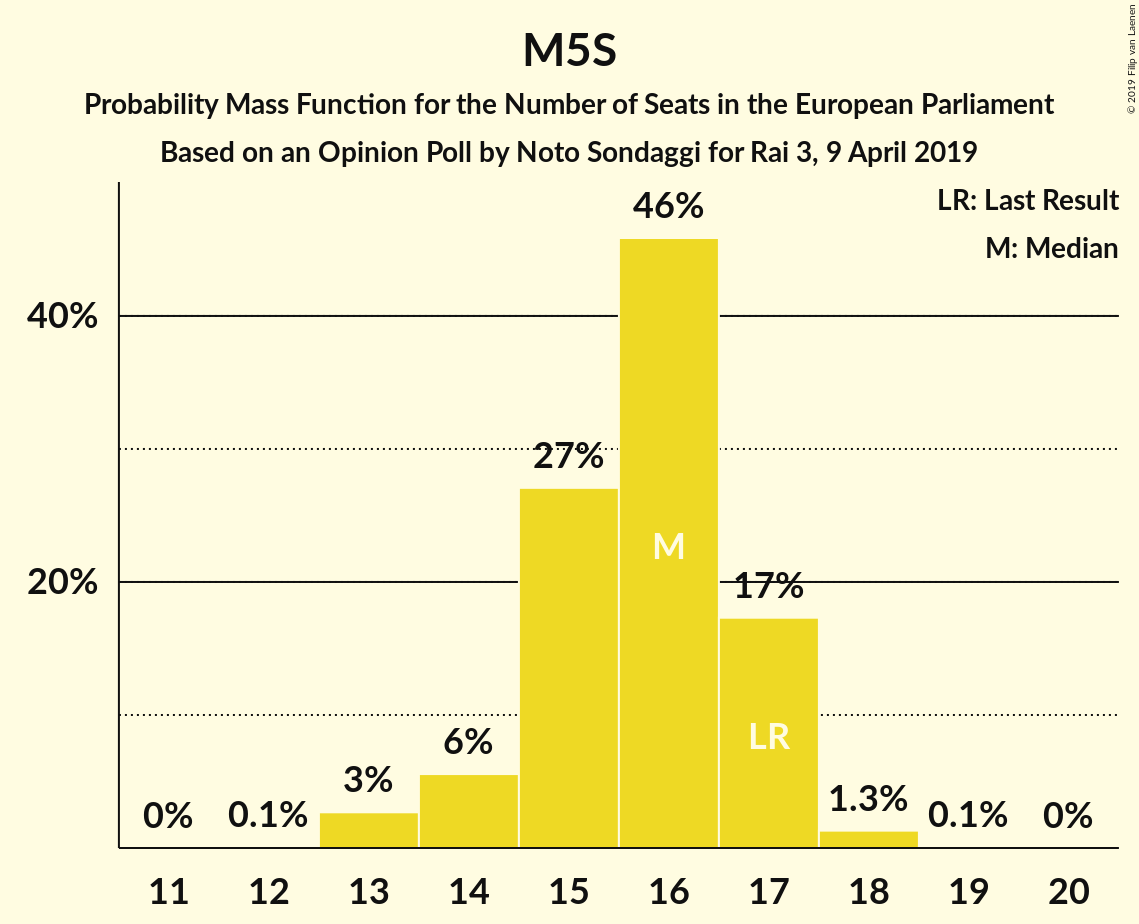 M5S
Probability Mass Function for the Number of Seats in the European Parliament
Based on an Opinion Poll by Noto Sondaggi for Rai 3, 9 April 2019
© 2019 Filip van Laenen
LR: Last Result
M: Median
40%
20%
0%
0.1%
3%
6%
27%
46%
M
17%
LR
1.3%
0.1%
0%
11 12 13 14 15 16 17 18 19 20